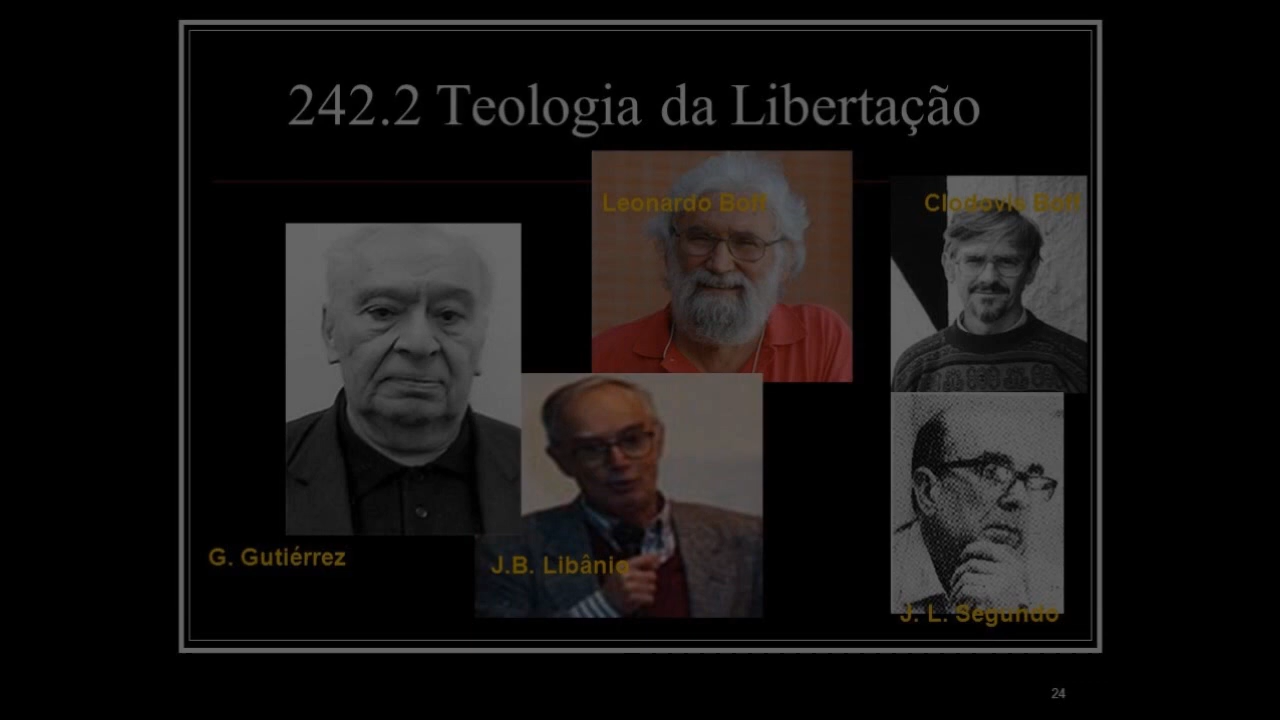 242.2 Teologia da Libertação
Leonardo Boff
Clodovis Boff
G. Gutiérrez
J.B. Libânio
J. L. Segundo
24